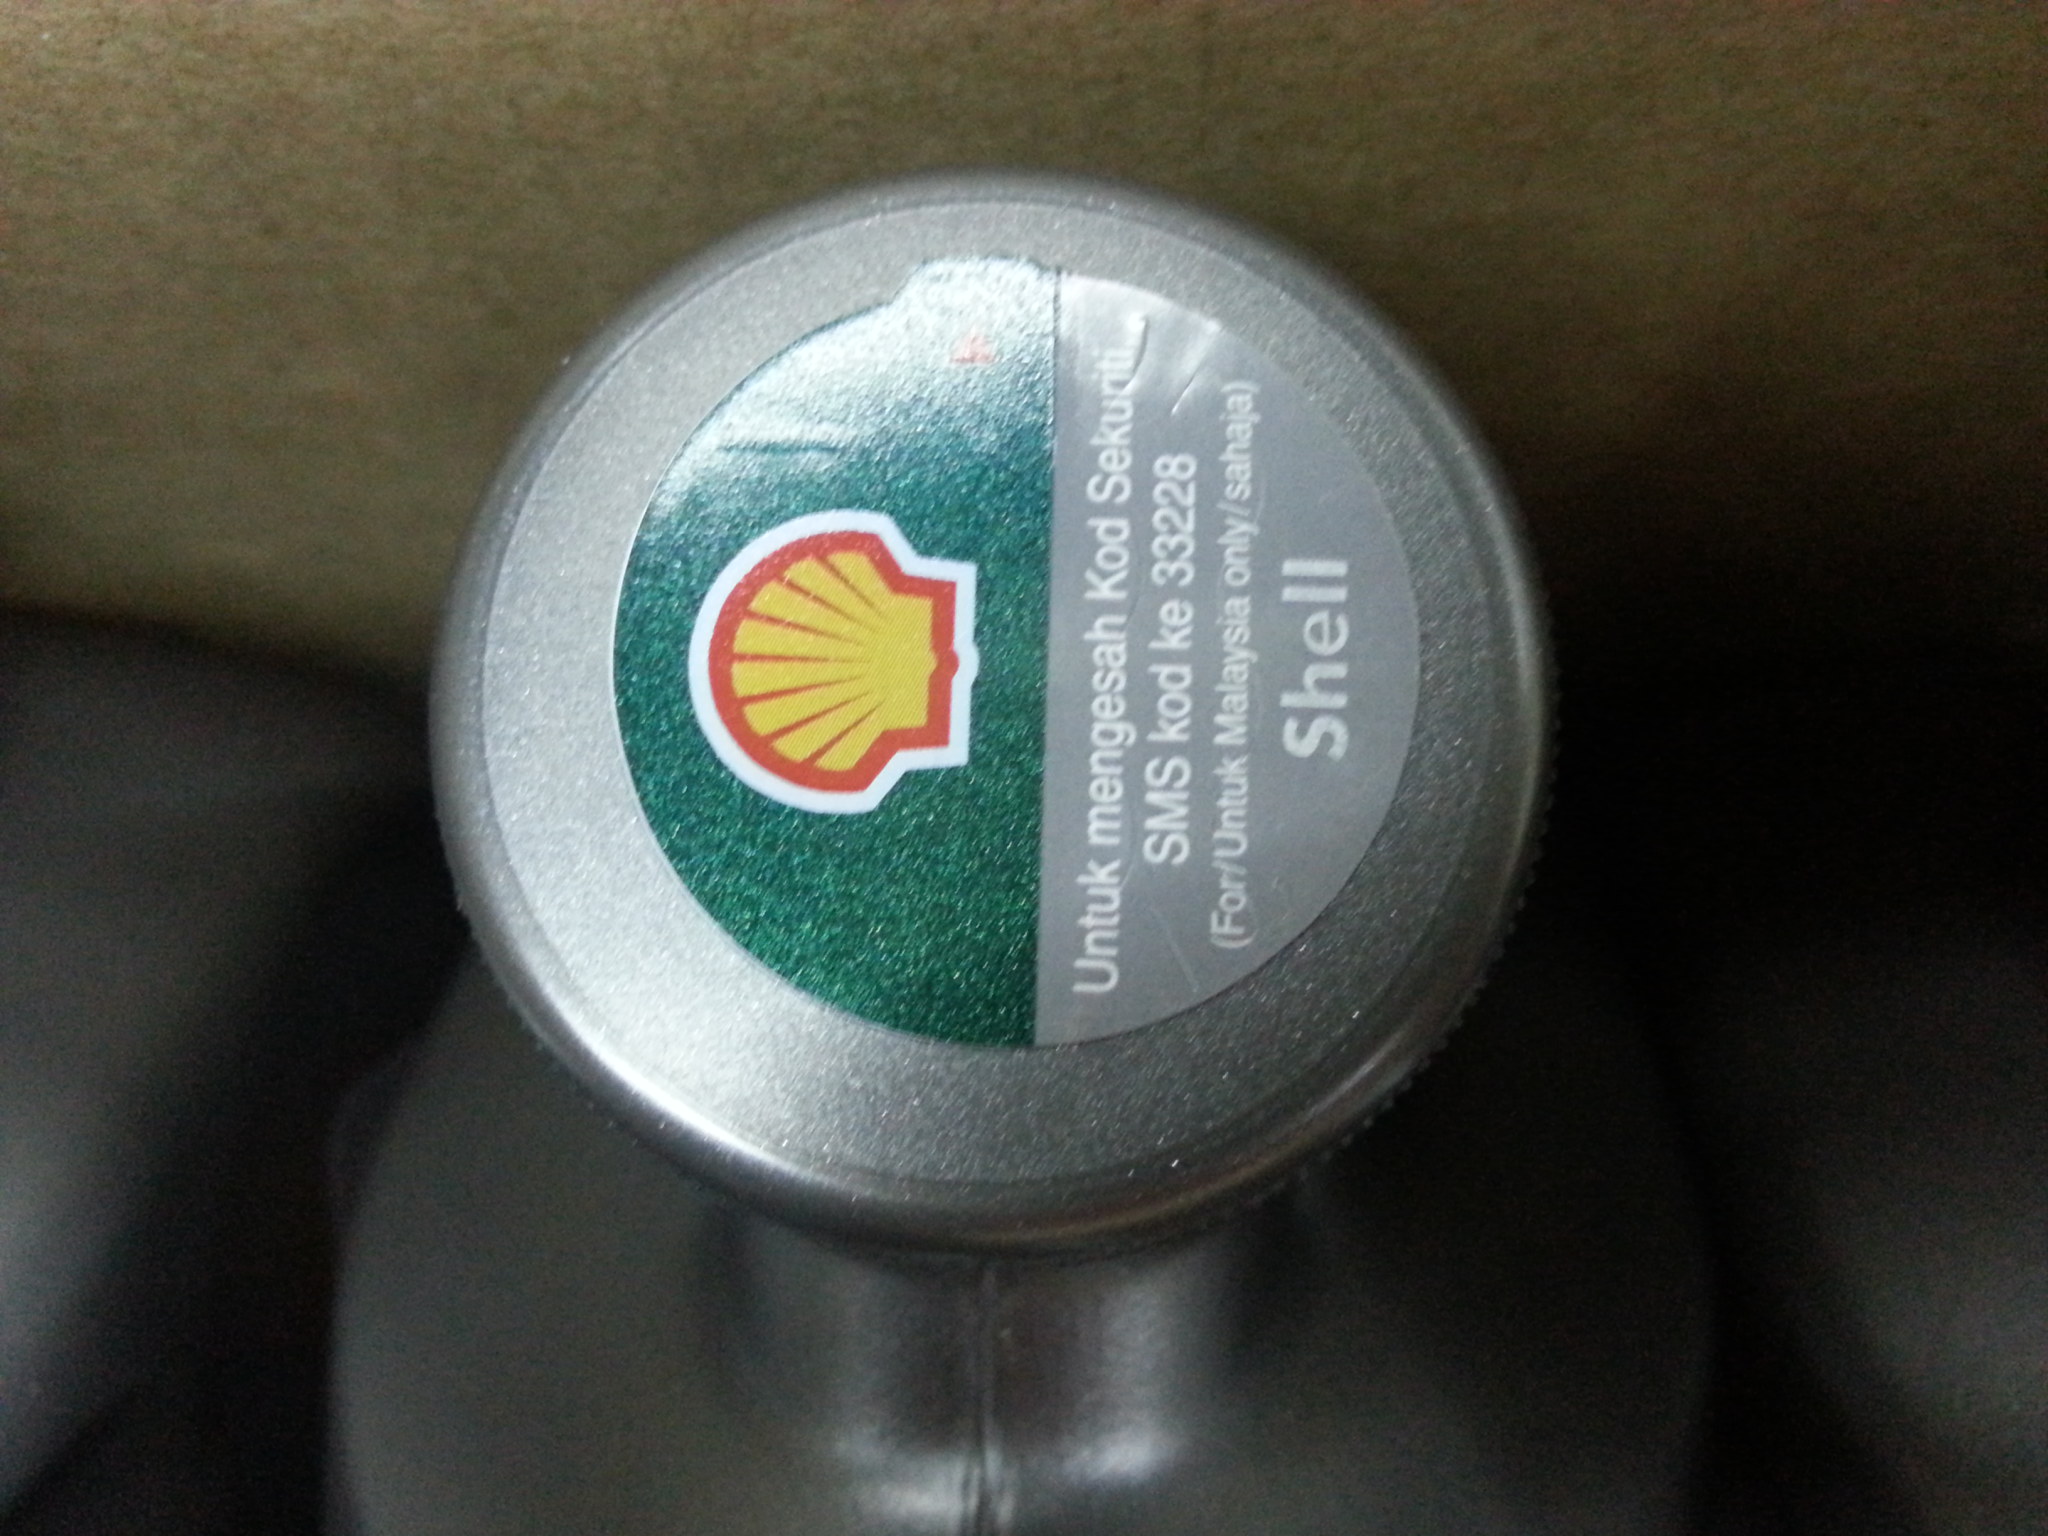 Untuk mengesah Kod Sekuriti,
SMS kod ke 33228
(For/Untuk Malaysia only/sahaja)
Shell